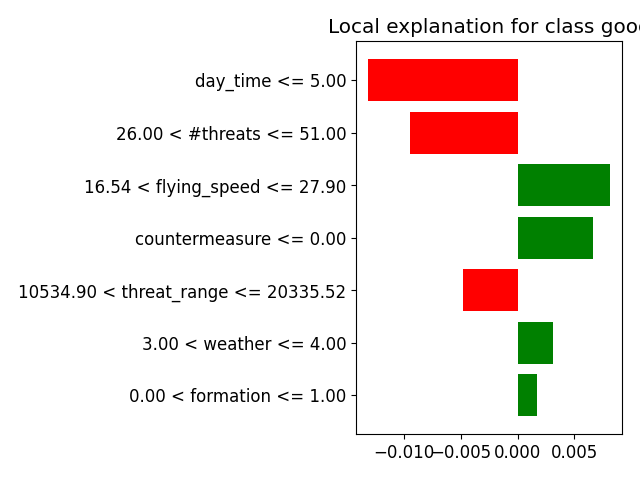 Local explanation for class goo
day_time <= 5.00
26.00 < #threats <= 51.00
16.54 < flying_speed <= 27.90
countermeasure <= 0.00
10534.90 < threat_range <= 20335.52
3.00 < weather <= 4.00
0.00 < formation <= 1.00
−0.010−0.005 0.000 0.005